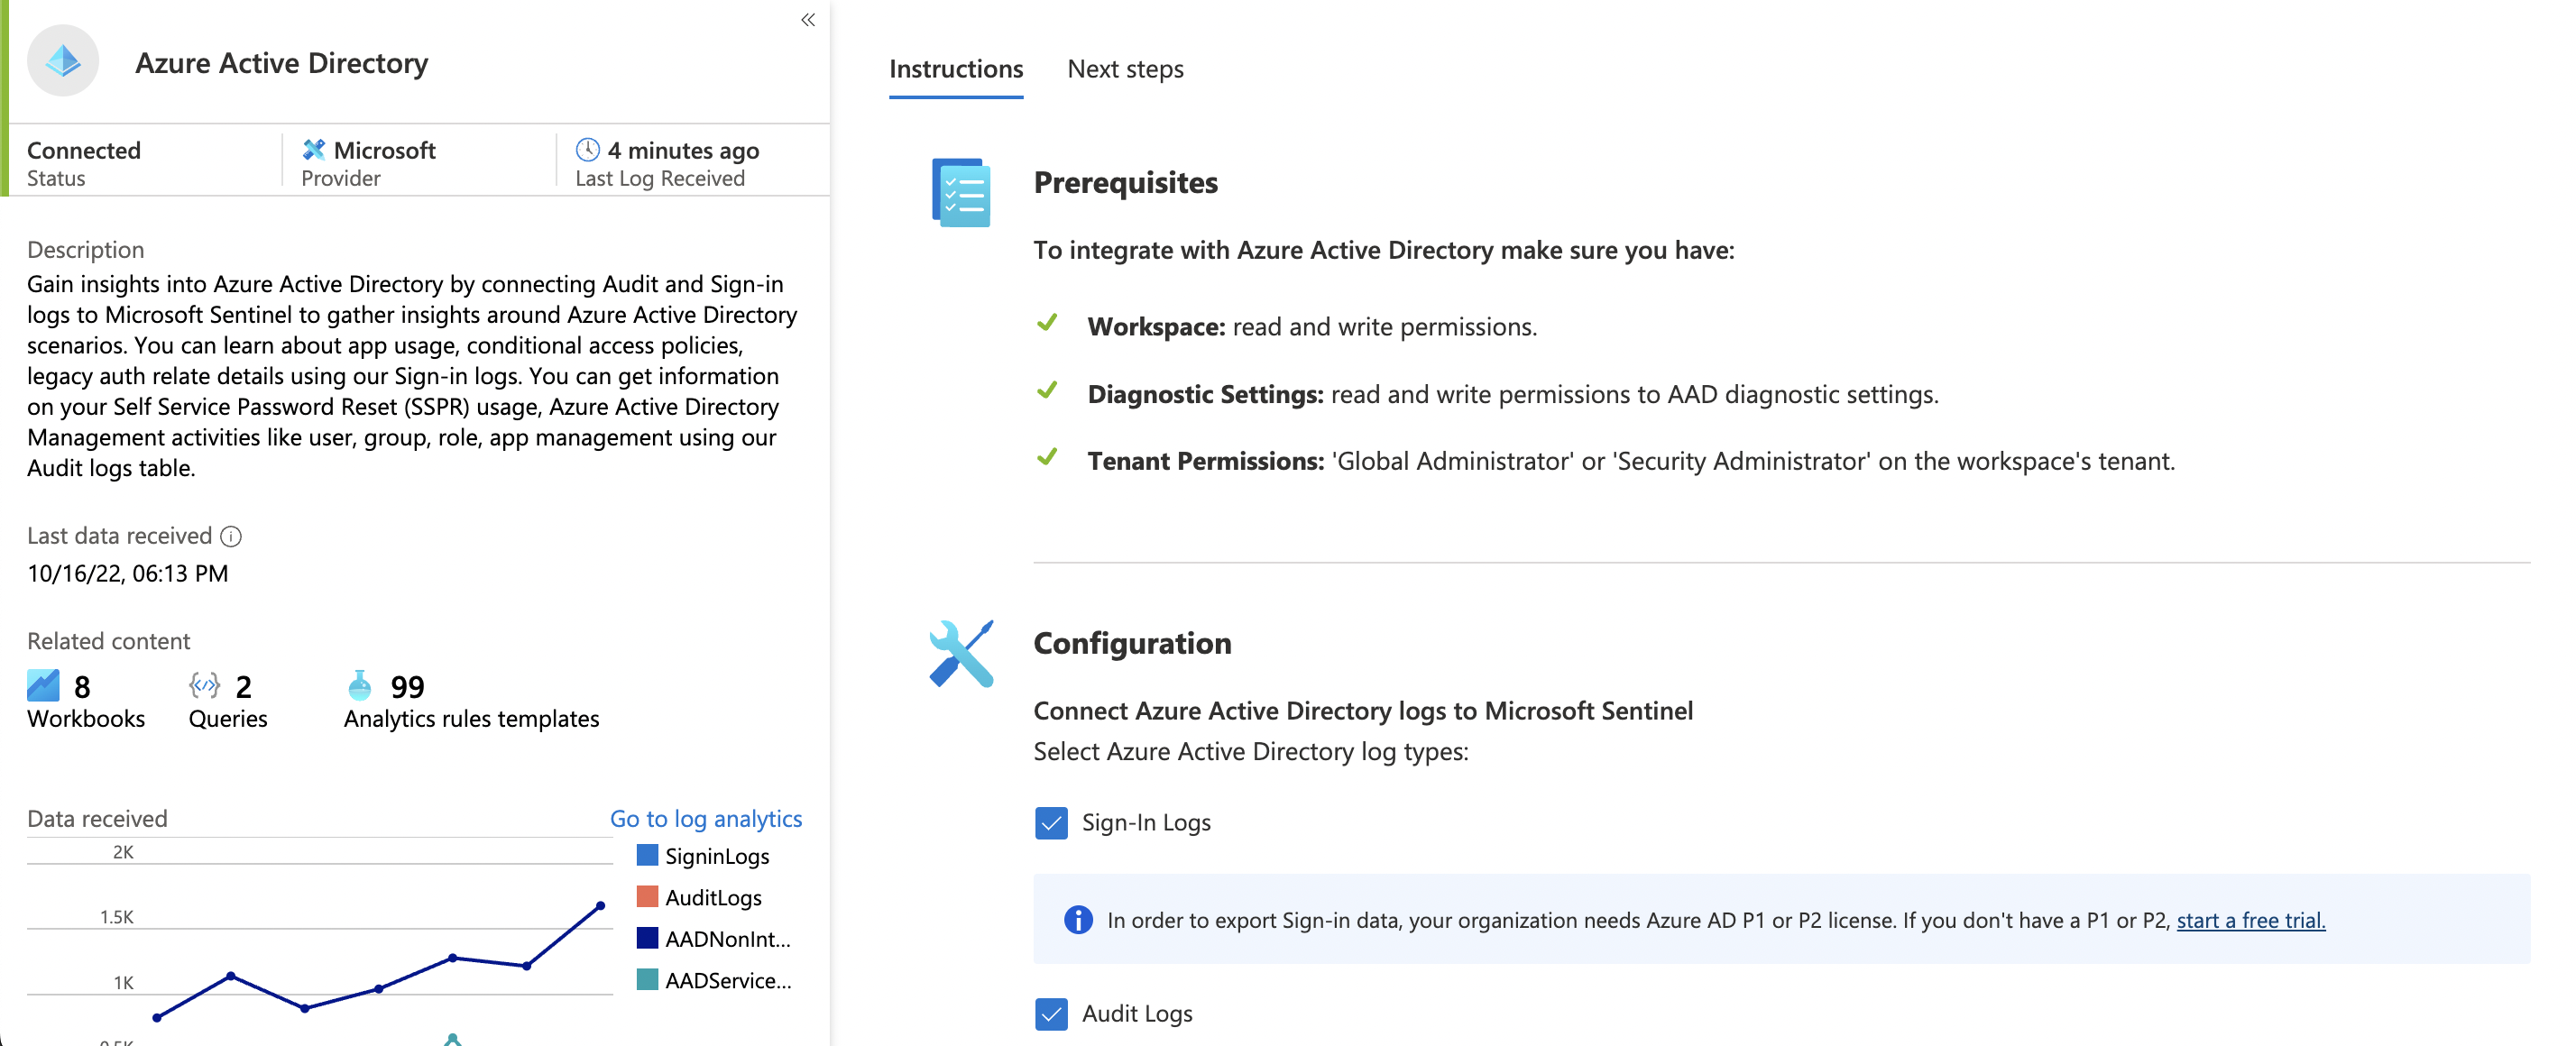 Azure Active Directory
Connected
Status
Microsoft
Provider
4 minutes ago
Last Log Received
Description
Gain insights into Azure Active Directory by connecting Audit and Sign-in
logs to Microsoft Sentinel to gather insights around Azure Active Directory
scenarios. You can learn about app usage, conditional access policies,
legacy auth relate details using our Sign-in logs. You can get information
on your Self Service Password Reset (SSPR) usage, Azure Active Directory
Management activities like user, group, role, app management using our
Audit logs table.
Last data received
10/16/22, 06:13 PM
Related content
8
Workbooks
2
Queries
99
Analytics rules templates
Data received
Go to log analytics
2K
1.5K
1K
0.5K
SigninLogs
AuditLogs
AADNonInt...
AADService...
Instructions
Next steps
Prerequisites
To integrate with Azure Active Directory make sure you have:
Workspace: read and write permissions.
Diagnostic Settings: read and write permissions to AAD diagnostic settings.
Tenant Permissions: 'Global Administrator' or 'Security Administrator' on the workspace's tenant.
Configuration
Connect Azure Active Directory logs to Microsoft Sentinel
Select Azure Active Directory log types:
Sign-In Logs
In order to export Sign-in data, your organization needs Azure AD P1 or P2 license. If you don't have a P1 or P2, start a free trial.
Audit Logs